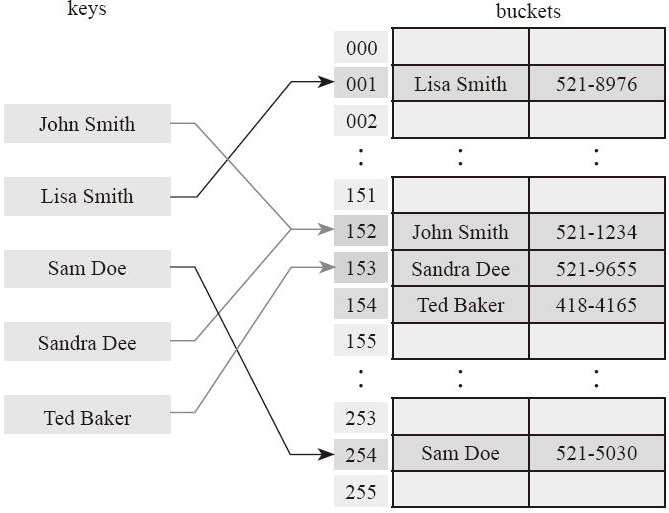 keys
buckets
000
001 Lisa Smith 521-8976
002
: : :
John Smith
Lisa Smith
Sam Doe
Sandra Dee
Ted Baker
151
152 John Smith 521-1234
153 Sandra Dee 521-9655
154 Ted Baker 418-4165
155
: : :
253
254 Sam Doe 521-5030
255